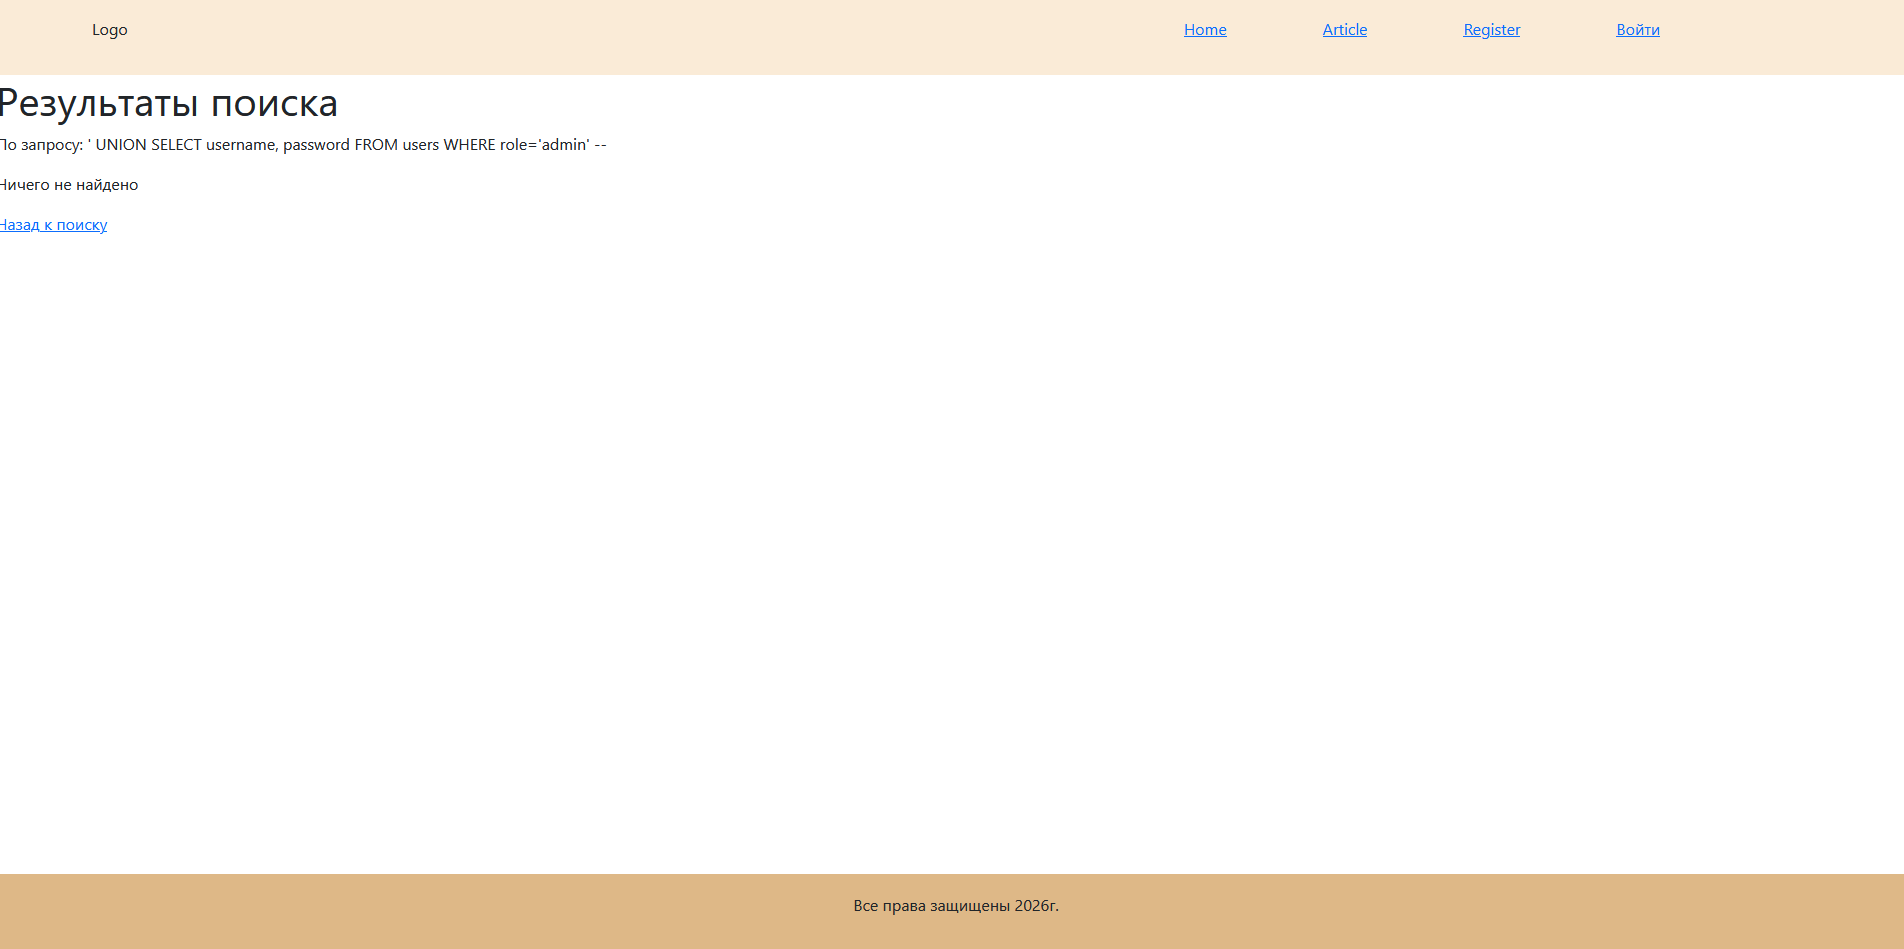 Logo Home Article Register Войти
Результаты поиска
По запросу: ' UNION SELECT username, password FROM users WHERE role='admin' --
Ничего не найдено
Назад к поиску
Все права защищены 2026г.